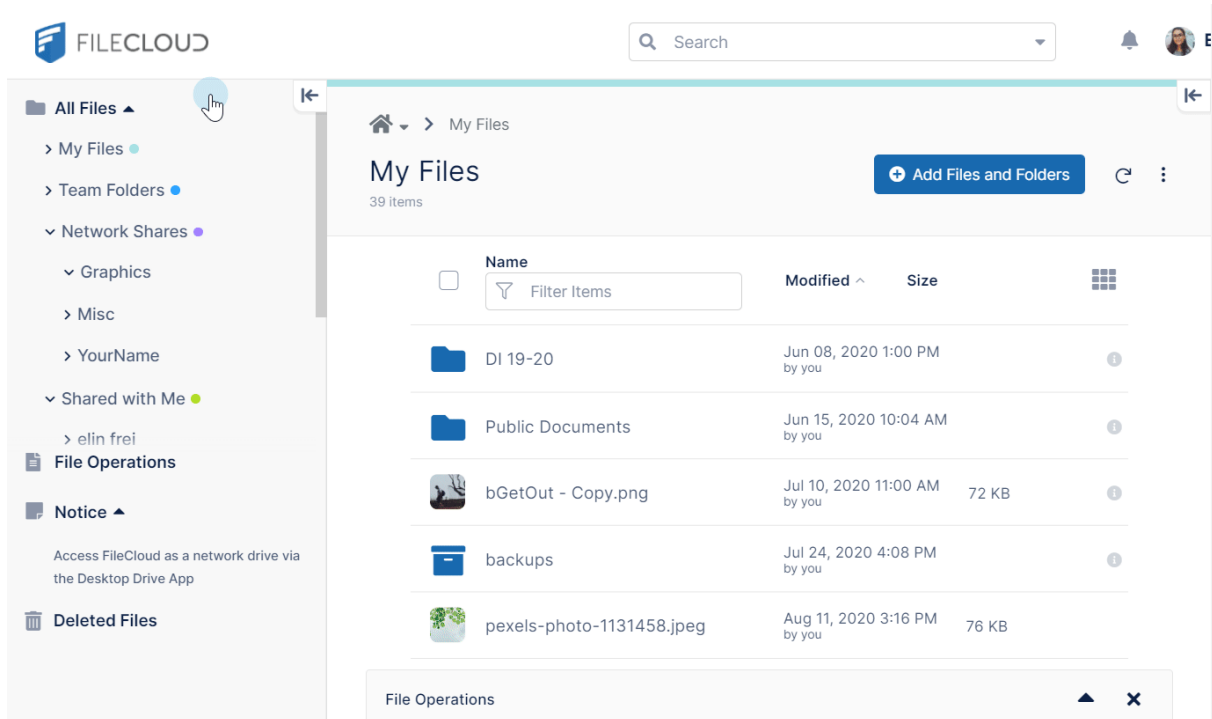 FILECLOUD
Search
E
All Files
My Files
Team Folders
Network Shares
Graphics
Misc
YourName
Shared with Me
elin frei
File Operations
Notice
Access FileCloud as a network drive via
the Desktop Drive App
Deleted Files
My Files
My Files
39 items
Add Files and Folders
Name
Filter Items
Modified
Size
DI 19-20
Jun 08, 2020 1:00 PM
by you
Public Documents
Jun 15, 2020 10:04 AM
by you
bGetOut - Copy.png
Jul 10, 2020 11:00 AM
by you
72 KB
backups
Jul 24, 2020 4:08 PM
by you
pexels-photo-1131458.jpeg
Aug 11, 2020 3:16 PM
by you
76 KB
File Operations